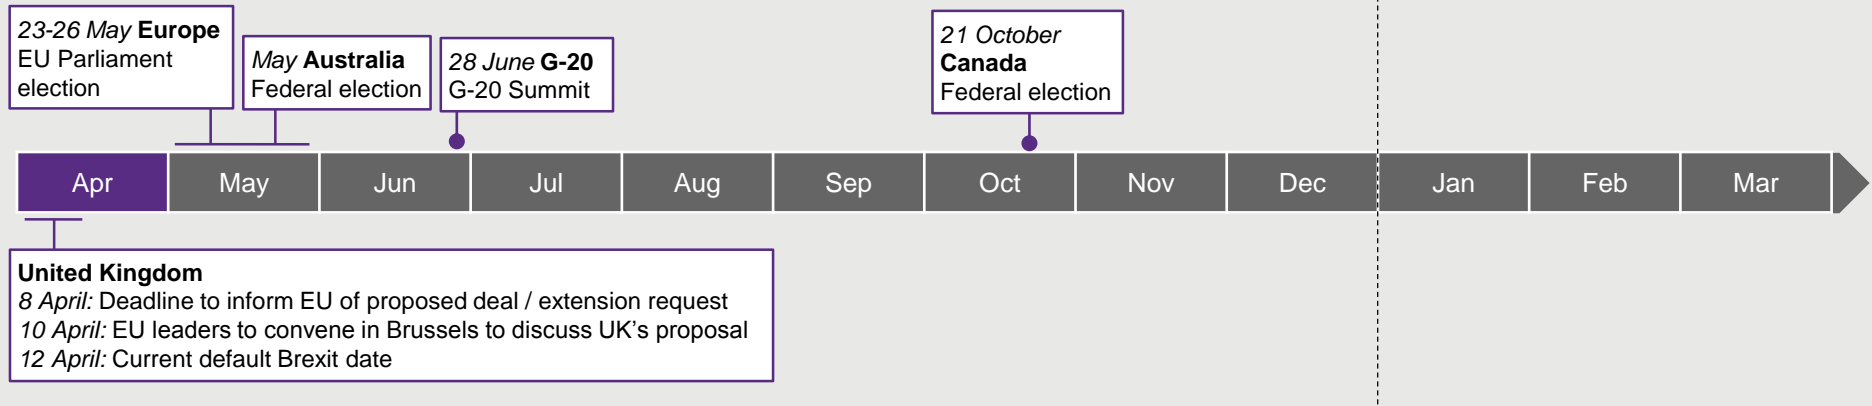 23-26 May Europe
EU Parliament
election
May Australia
Federal election
28 June G-20
G-20 Summit
21 October
Canada
Federal election
Apr May Jun Jul Aug Sep Oct Nov Dec Jan Feb Mar
United Kingdom
8 April: Deadline to inform EU of proposed deal / extension request
10 April: EU leaders to convene in Brussels to discuss UK’s proposal
12 April: Current default Brexit date